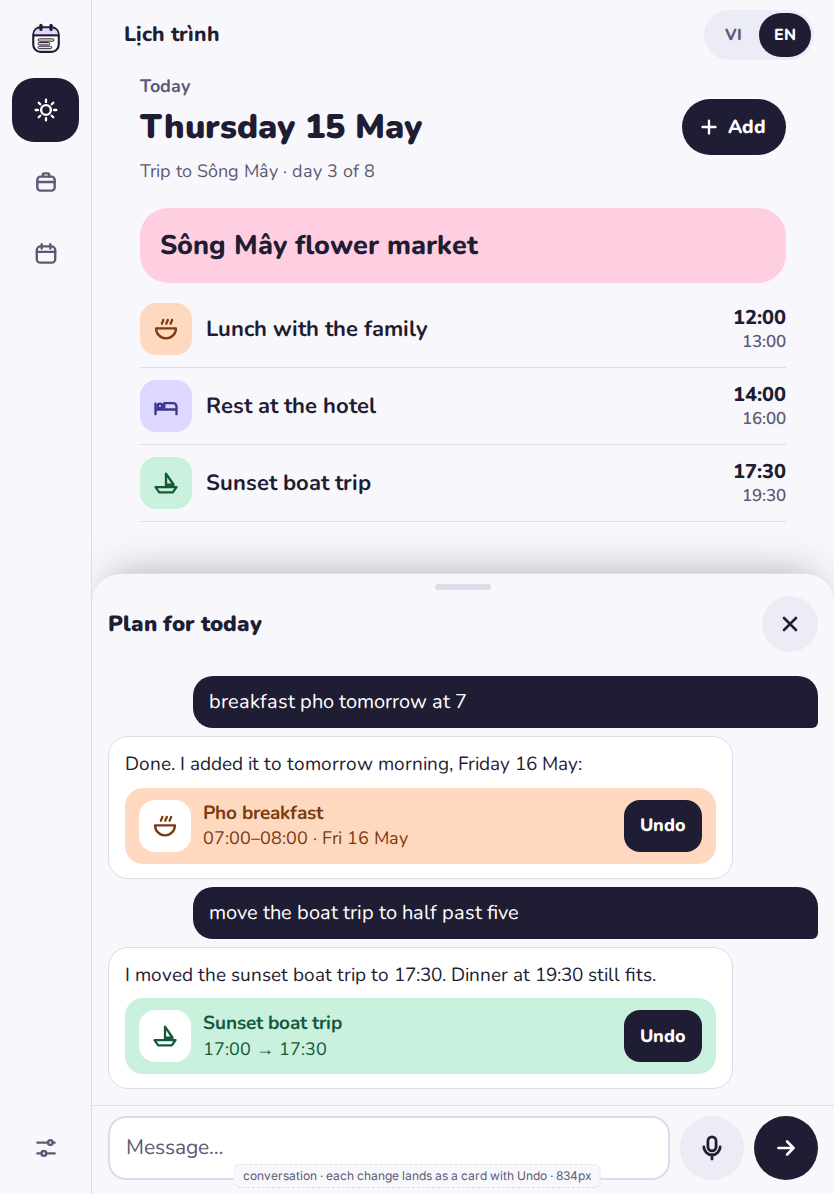 Lịch trình
VI
EN
Today
Thursday 15 May
Add
Trip to Sông Mây · day 3 of 8
Sông Mây flower market
Lunch with the family
12:00
13:00
Rest at the hotel
14:00
16:00
Sunset boat trip
17:30
19:30
Plan for today
breakfast pho tomorrow at 7
Done. I added it to tomorrow morning, Friday 16 May:
Pho breakfast
07:00–08:00 · Fri 16 May
Undo
move the boat trip to half past five
I moved the sunset boat trip to 17:30. Dinner at 19:30 still fits.
Sunset boat trip
17:00 → 17:30
Undo
Message...
conversation · each change lands as a card with Undo · 834px